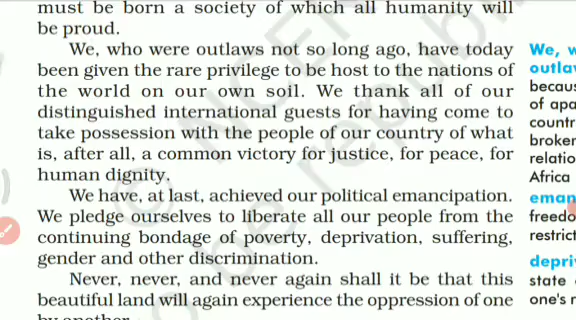 must be born a society of which all humanity will
be proud.
We, who were outlaws not so long ago, have today
been given the rare privilege to be host to the nations of
the world on our own soil. We thank all of our
distinguished international guests for having come to
take possession with the people of our country of what
is, after all, a common victory for justice, for peace, for
human dignity.
We have, at last, achieved our political emancipation.
We pledge ourselves to liberate all our people from the
continuing bondage of poverty, deprivation, suffering,
gender and other discrimination.
Never, never, and never again shall it be that this
beautiful land will again experience the oppression of one
by another
We, w
outlaw
becaus
of apa
countr
broker
relatio
Africa
eman
freedo
restrict
depriv
state
one's r